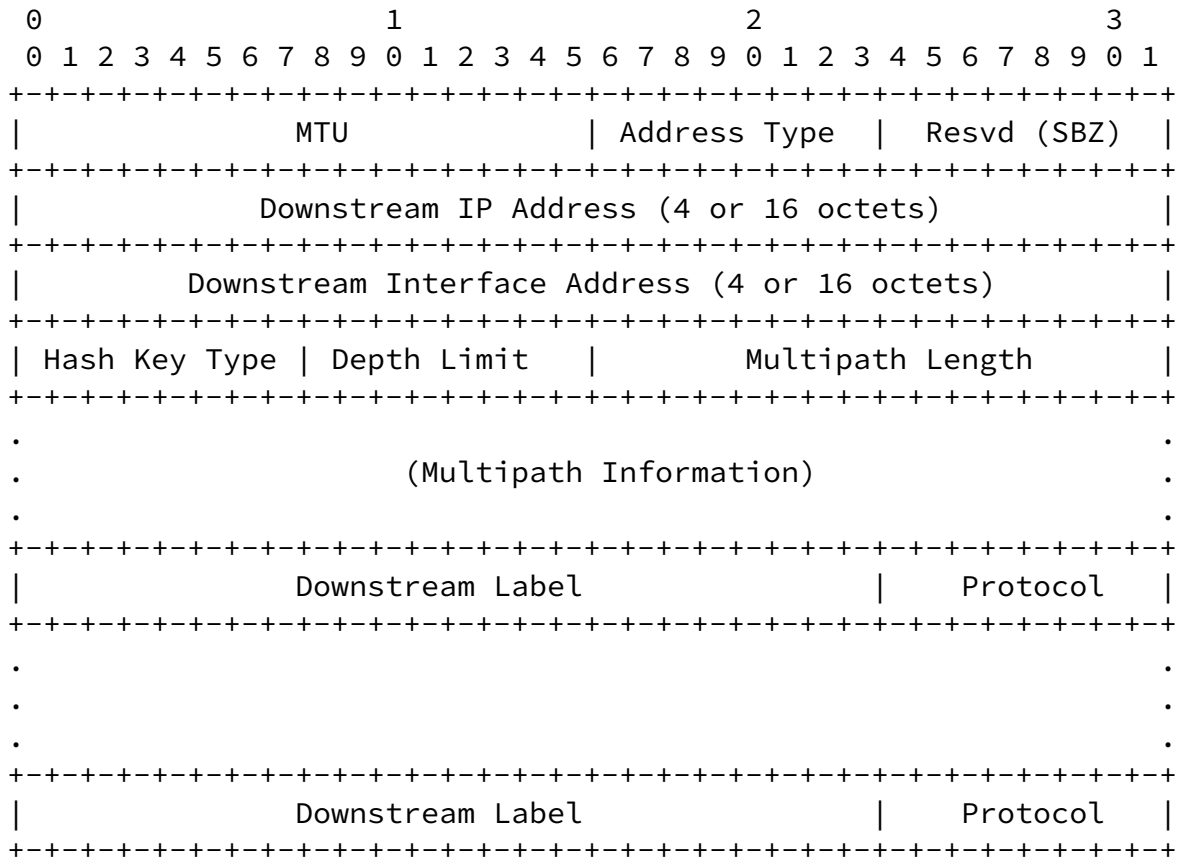 0                   1                   2                   3
 0 1 2 3 4 5 6 7 8 9 0 1 2 3 4 5 6 7 8 9 0 1 2 3 4 5 6 7 8 9 0 1
+-+-+-+-+-+-+-+-+-+-+-+-+-+-+-+-+-+-+-+-+-+-+-+-+-+-+-+-+-+-+-+-+
|               MTU             | Address Type  |  Resvd (SBZ)  |
+-+-+-+-+-+-+-+-+-+-+-+-+-+-+-+-+-+-+-+-+-+-+-+-+-+-+-+-+-+-+-+-+
|             Downstream IP Address (4 or 16 octets)            |
+-+-+-+-+-+-+-+-+-+-+-+-+-+-+-+-+-+-+-+-+-+-+-+-+-+-+-+-+-+-+-+-+
|         Downstream Interface Address (4 or 16 octets)         |
+-+-+-+-+-+-+-+-+-+-+-+-+-+-+-+-+-+-+-+-+-+-+-+-+-+-+-+-+-+-+-+-+
| Hash Key Type | Depth Limit   |        Multipath Length       |
+-+-+-+-+-+-+-+-+-+-+-+-+-+-+-+-+-+-+-+-+-+-+-+-+-+-+-+-+-+-+-+-+
.                                                               .
.                     (Multipath Information)                   .
.                                                               .
+-+-+-+-+-+-+-+-+-+-+-+-+-+-+-+-+-+-+-+-+-+-+-+-+-+-+-+-+-+-+-+-+
|               Downstream Label                |    Protocol   |
+-+-+-+-+-+-+-+-+-+-+-+-+-+-+-+-+-+-+-+-+-+-+-+-+-+-+-+-+-+-+-+-+
.                                                               .
.                                                               .
.                                                               .
+-+-+-+-+-+-+-+-+-+-+-+-+-+-+-+-+-+-+-+-+-+-+-+-+-+-+-+-+-+-+-+-+
|               Downstream Label                |    Protocol   |
+-+-+-+-+-+-+-+-+-+-+-+-+-+-+-+-+-+-+-+-+-+-+-+-+-+-+-+-+-+-+-+-+